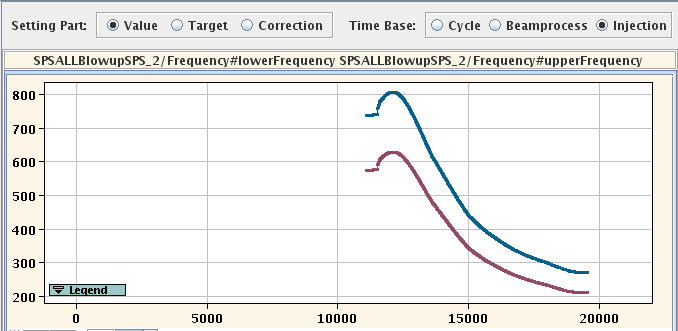 Setting Part: Value Target Correction Time Base: Cycle Beamprocess Injection
SPSALLBlowupSPS_2/Frequency#lowerFrequency SPSALLBlowupSPS_2/Frequency#upperFrequency
800
700
600
500
400
300
200
Legend
0 5000 10000 15000 20000